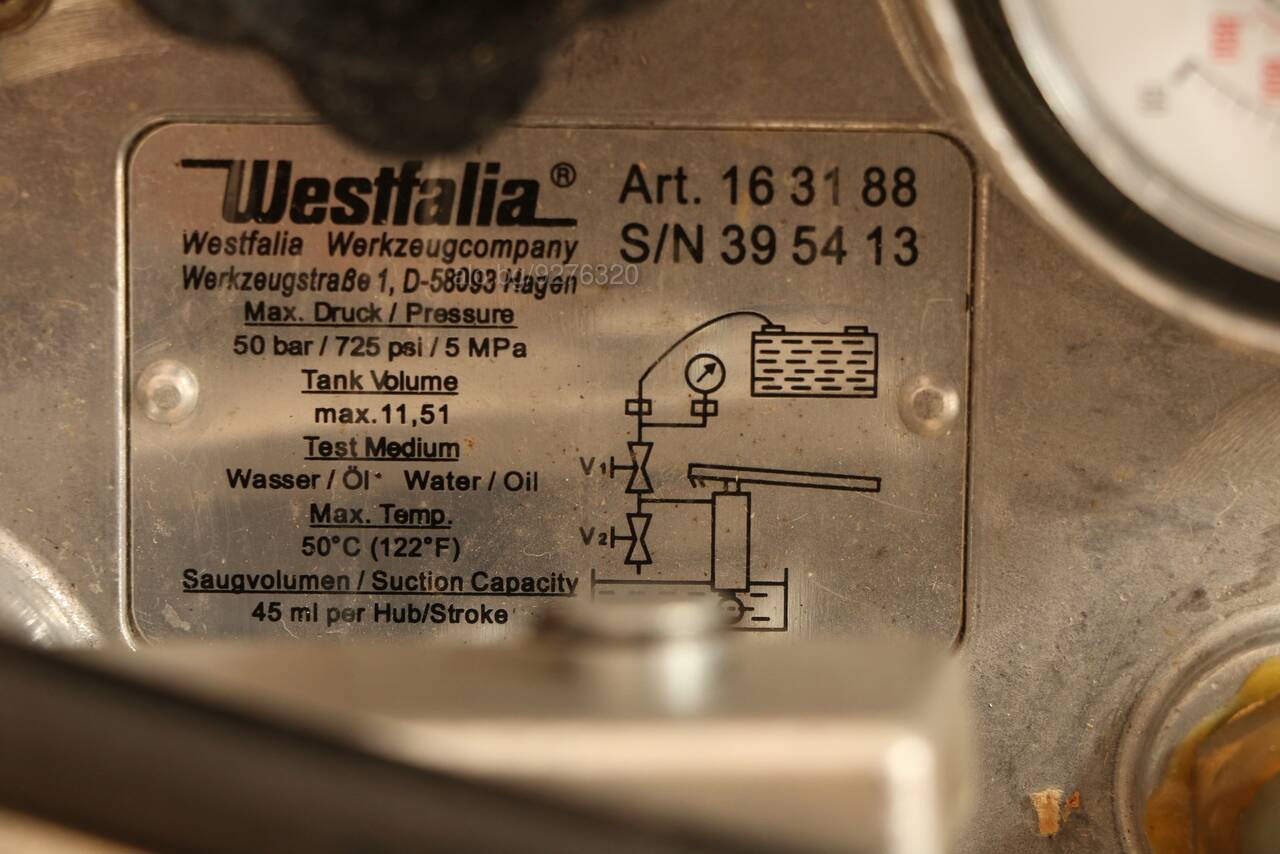 Westfalia®
Westfalia Werkzeugcompany
Werkzeugstraße 1, D-58093 Hagen
Max. Druck / Pressure
50 bar / 725 psi / 5 MPa
Tank Volume
max.11,51
Test Medium
Wasser / Öl Water / Oil
Max. Temp.
50°C (122°F)
Saugvolumen / Suction Capacity
45 ml per Hub/Stroke
Art. 16 31 88
S/N 39 54 13
V1
V2